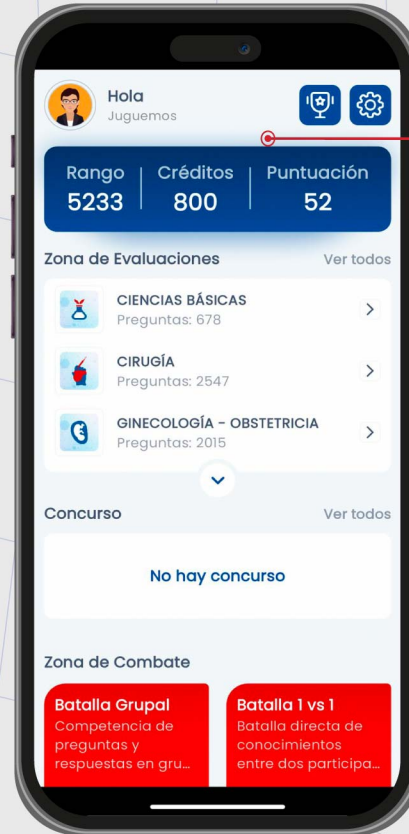 Hola
Juguemos
Rango Créditos Puntuación
5233 800 52
Zona de Evaluaciones Ver todos
CIENCIAS BÁSICAS
Preguntas: 678
CIRUGÍA
Preguntas: 2547
GINECOLOGÍA - OBSTETRICIA
Preguntas: 2015
Concurso Ver todos
No hay concurso
Zona de Combate
Batalla Grupal
Competencia de
preguntas y
respuestas en gru...
Batalla 1 vs 1
Batalla directa de
conocimientos
entre dos participa...